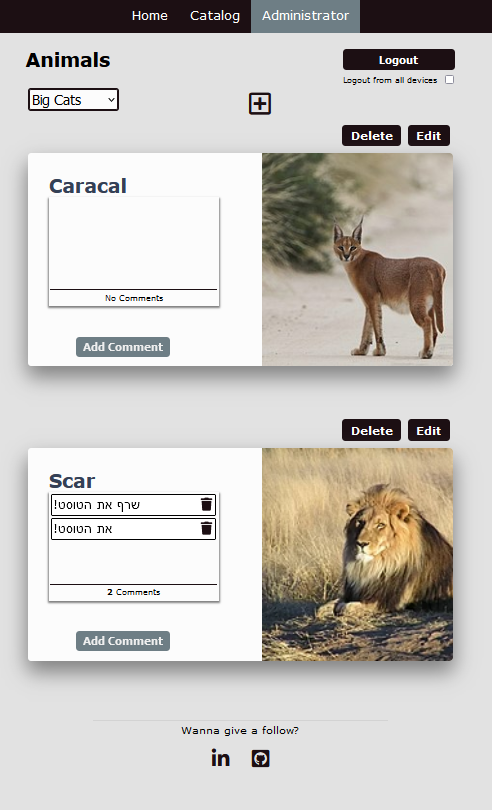 Home Catalog Administrator
Animals
Logout
Logout from all devices
Big Cats
Delete Edit
Caracal
No Comments
Add Comment
Delete Edit
Scar
שרף את הטוסט!
את הטוסט!
2 Comments
Add Comment
Wanna give a follow?
in